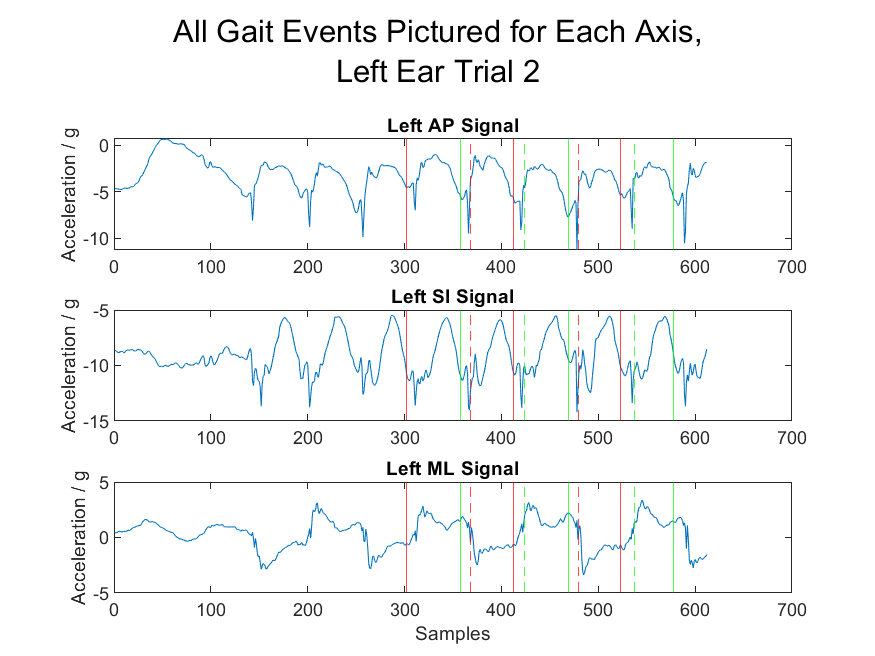 All Gait Events Pictured for Each Axis,
Left Ear Trial 2
Left AP Signal
Acceleration / g
0
-5
-10
0 100 200 300 400 500 600 700
Left SI Signal
Acceleration / g
-5
-10
-15
0 100 200 300 400 500 600 700
Left ML Signal
Acceleration / g
5
0
-5
0 100 200 300 400 500 600 700
Samples